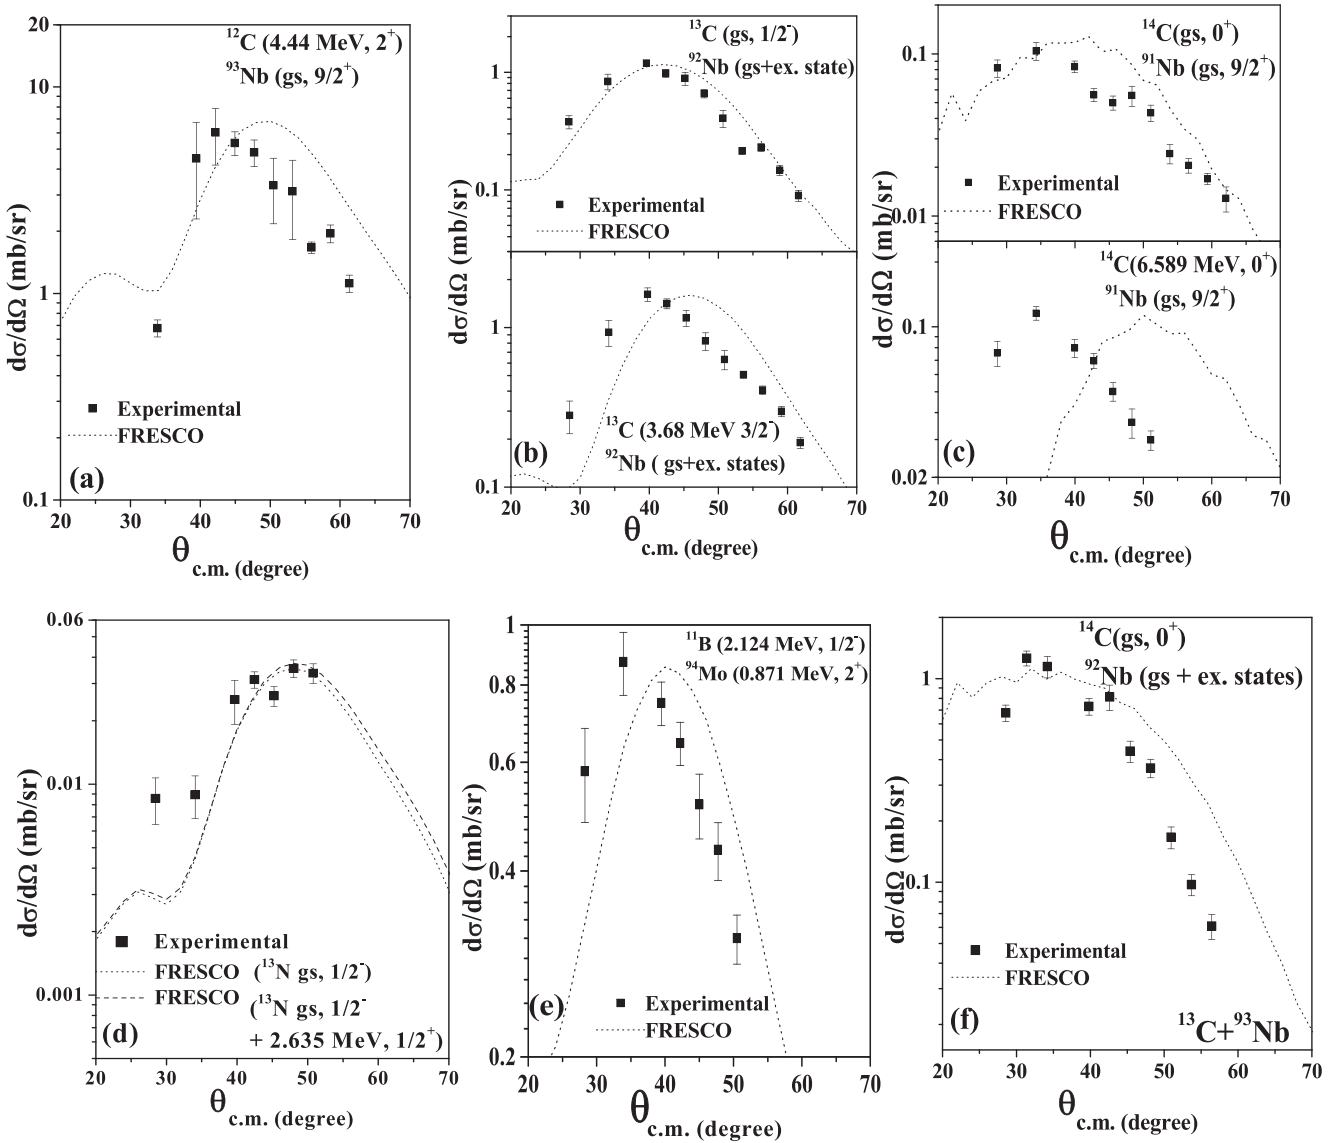 dσ/dΩ (mb/sr)
20
10
1
0.1
¹²C (4.44 MeV, 2⁺)
⁹³Nb (gs, 9/2⁺)
Experimental
FRESCO
(a)
20 30 40 50 60 70
θc.m. (degree)
dσ/dΩ (mb/sr)
1
0.1
¹³C (gs, 1/2⁻)
⁹²Nb (gs+ex. state)
Experimental
FRESCO
dσ/dΩ (mb/sr)
1
0.1
¹³C (3.68 MeV 3/2⁻)
⁹²Nb ( gs+ex. states)
(b)
20 30 40 50 60 70
θc.m. (degree)
dσ/dΩ (mb/sr)
0.1
0.01
¹⁴C(gs, 0⁺)
⁹¹Nb (gs, 9/2⁺)
Experimental
FRESCO
dσ/dΩ (mb/sr)
0.1
0.02
¹⁴C(6.589 MeV, 0⁺)
⁹¹Nb (gs, 9/2⁺)
(c)
20 30 40 50 60 70
θc.m. (degree)
dσ/dΩ (mb/sr)
0.06
0.01
0.001
Experimental
FRESCO (¹³N gs, 1/2⁻)
FRESCO (¹³N gs, 1/2⁻
+ 2.635 MeV, 1/2⁺)
(d)
20 30 40 50 60 70
θc.m. (degree)
dσ/dΩ (mb/sr)
1
0.8
0.6
0.4
0.2
¹¹B (2.124 MeV, 1/2⁻)
⁹⁴Mo (0.871 MeV, 2⁺)
Experimental
FRESCO
(e)
20 30 40 50 60 70
θc.m. (degree)
dσ/dΩ (mb/sr)
1
0.1
¹⁴C(gs, 0⁺)
⁹²Nb (gs + ex. states)
Experimental
FRESCO
(f)
¹³C+⁹³Nb
20 30 40 50 60 70
θc.m. (degree)